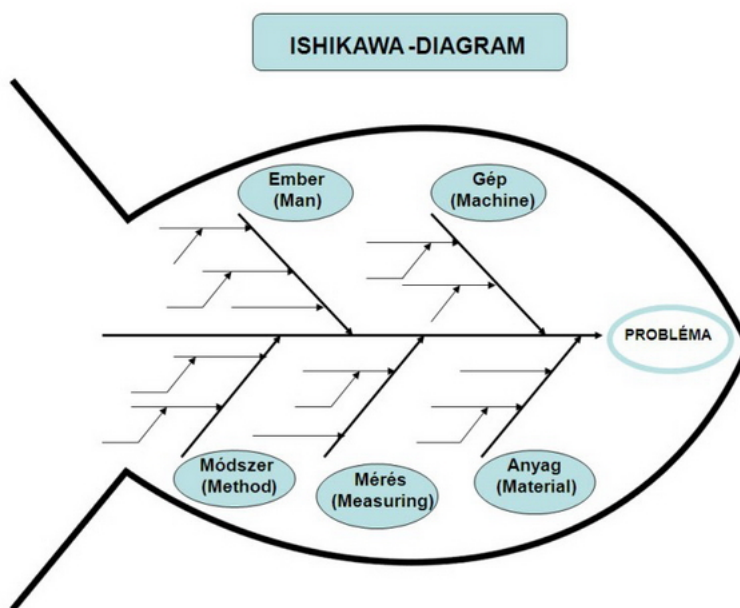 ISHIKAWA-DIAGRAM
Ember
(Man)
Gép
(Machine)
PROBLÉMA
Módszer
(Method)
Mérés
(Measuring)
Anyag
(Material)